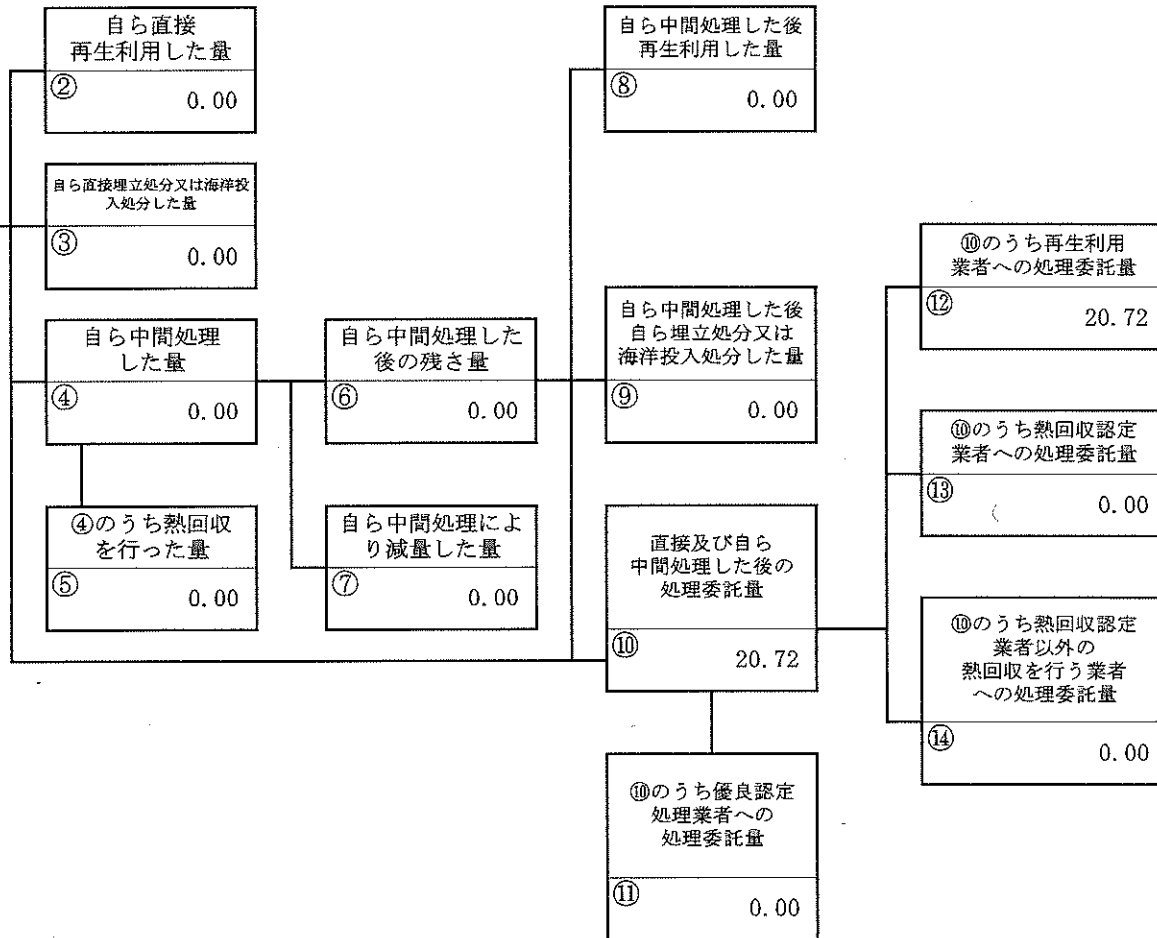 自ら直接
再生利用した量
②
0.00
自ら直接埋立処分又は海洋投
入処分した量
③
0.00
自ら中間処理
した量
④
0.00
④のうち熱回収
を行った量
⑤
0.00
自ら中間処理した
後の残さ量
⑥
0.00
自ら中間処理によ
り減量した量
⑦
0.00
自ら中間処理した後
再生利用した量
⑧
0.00
自ら中間処理した後
自ら埋立処分又は
海洋投入処分した量
⑨
0.00
直接及び自ら
中間処理した後の
処理委託量
⑩
20.72
⑩のうち優良認定
処理業者への
処理委託量
⑪
0.00
⑩のうち再生利用
業者への処理委託量
⑫
20.72
⑩のうち熱回収認定
業者への処理委託量
⑬
0.00
⑩のうち熱回収認定
業者以外の
熱回収を行う業者
への処理委託量
⑭
0.00